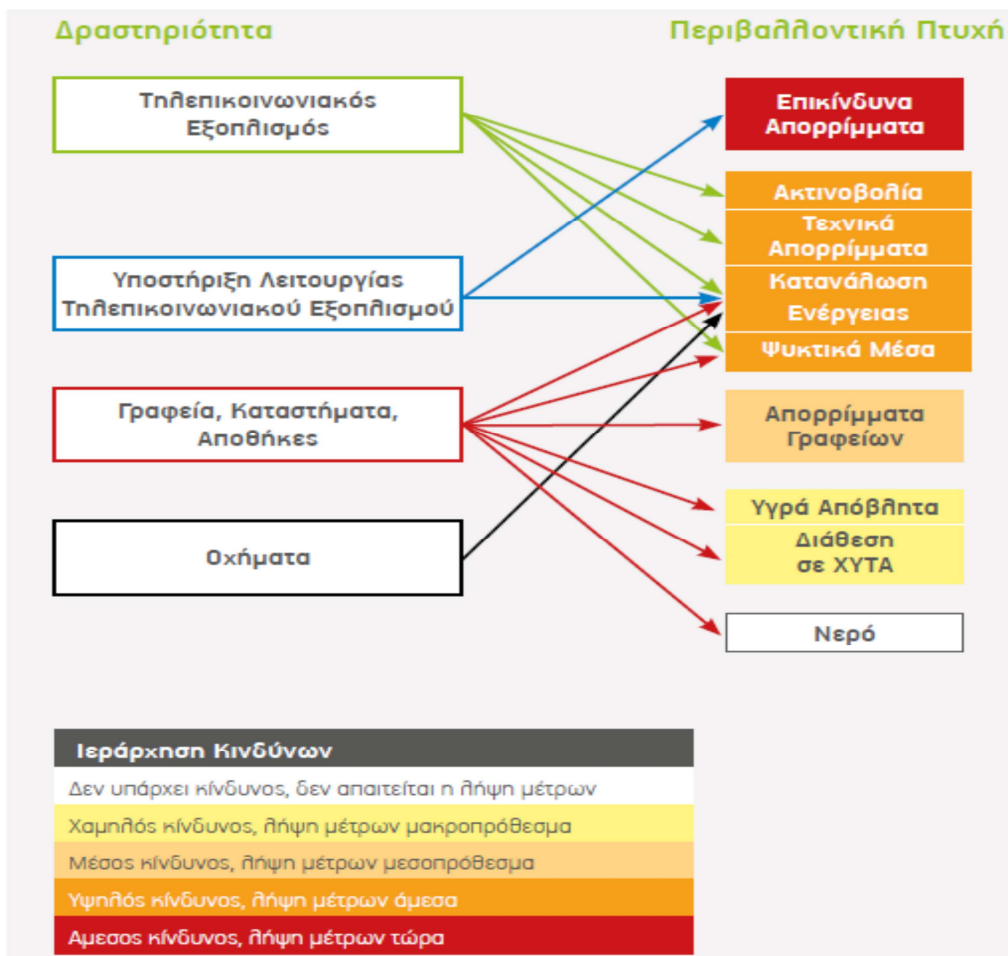 Δραστηριότητα
Περιβαλλοντική Πτυχή
Τηλεπικοινωνιακός
Εξοπλισμός
Υποστήριξη Λειτουργίας
Τηλεπικοινωνιακού Εξοπλισμού
Γραφεία, Καταστήματα,
Αποθήκες
Οχήματα
Επικίνδυνα
Απορρίμματα
Ακτινοβολία
Τεχνικά
Απορρίμματα
Κατανάλωση
Ενέργειας
Ψυκτικά Μέσα
Απορρίμματα
Γραφείων
Υγρά Απόβλητα
Διάθεση
σε ΧΥΤΑ
Νερό
Ιεράρχηση Κινδύνων
Δεν υπάρχει κίνδυνος, δεν απαιτείται η λήψη μέτρων
Χαμηλός κίνδυνος, λήψη μέτρων μακροπρόθεσμα
Μέσος κίνδυνος, λήψη μέτρων μεσοπρόθεσμα
Υψηλός κίνδυνος, λήψη μέτρων άμεσα
Αμεσος κίνδυνος, λήψη μέτρων τώρα